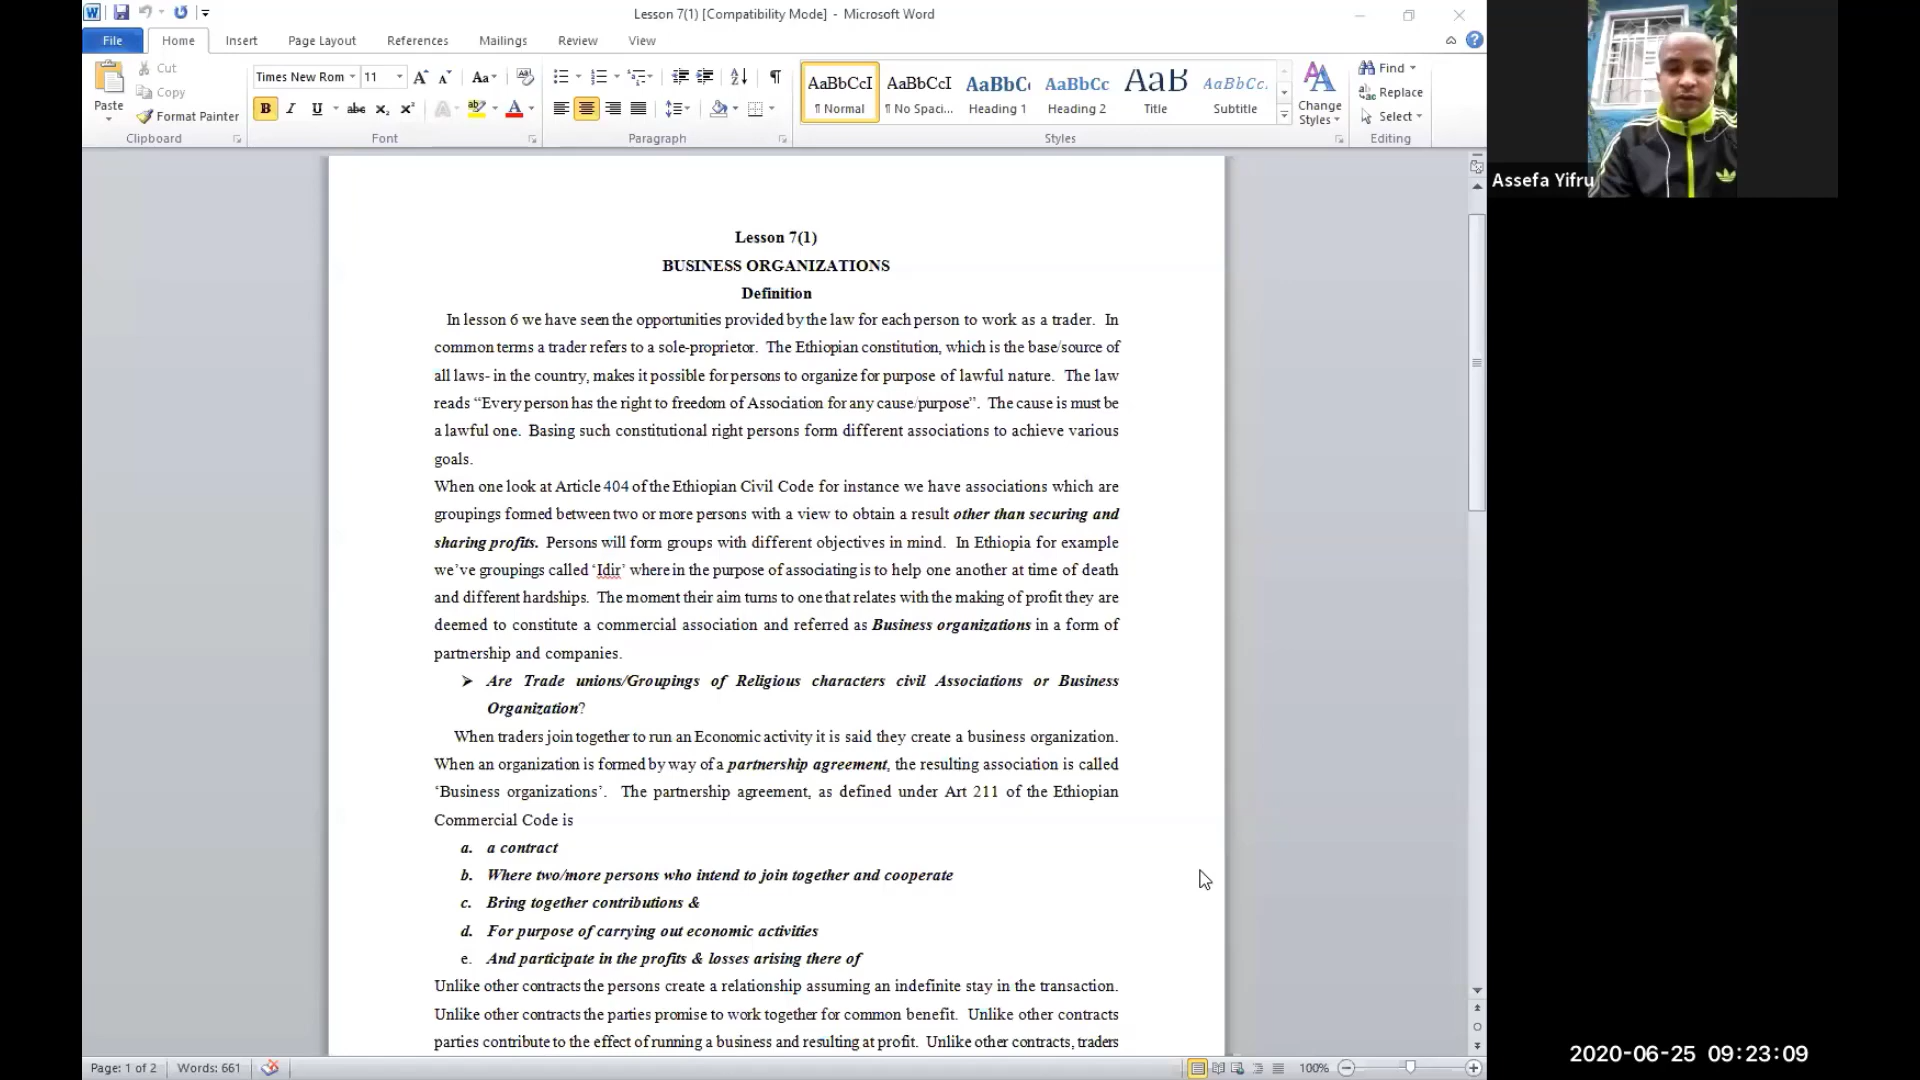 Lesson 7(1) [Compatibility Mode] - Microsoft Word
File Home Insert Page Layout References Mailings Review View
Paste
Cut
Copy
Format Painter
Clipboard
Times New Rom 11
Font
Paragraph
AaBbCcI AaBbCcI AaBbC AaBbCc AaB AaBbCc.
¶ Normal ¶ No Spaci... Heading 1 Heading 2 Title Subtitle
Change Styles
Styles
Find
Replace
Select
Editing
Assefa Yifru
Lesson 7(1)
BUSINESS ORGANIZATIONS
Definition
In lesson 6 we have seen the opportunities provided by the law for each person to work as a trader. In
common terms a trader refers to a sole-proprietor. The Ethiopian constitution, which is the base/source of
all laws- in the country, makes it possible for persons to organize for purpose of lawful nature. The law
reads “Every person has the right to freedom of Association for any cause/purpose”. The cause is must be
a lawful one. Basing such constitutional right persons form different associations to achieve various
goals.
When one look at Article 404 of the Ethiopian Civil Code for instance we have associations which are
groupings formed between two or more persons with a view to obtain a result other than securing and
sharing profits. Persons will form groups with different objectives in mind. In Ethiopia for example
we’ve groupings called ‘Idir’ where in the purpose of associating is to help one another at time of death
and different hardships. The moment their aim turns to one that relates with the making of profit they are
deemed to constitute a commercial association and referred as Business organizations in a form of
partnership and companies.
➢ Are Trade unions/Groupings of Religious characters civil Associations or Business
Organization?
When traders join together to run an Economic activity it is said they create a business organization.
When an organization is formed by way of a partnership agreement, the resulting association is called
‘Business organizations’. The partnership agreement, as defined under Art 211 of the Ethiopian
Commercial Code is
a. a contract
b. Where two/more persons who intend to join together and cooperate
c. Bring together contributions &
d. For purpose of carrying out economic activities
e. And participate in the profits & losses arising there of
Unlike other contracts the persons create a relationship assuming an indefinite stay in the transaction.
Unlike other contracts the parties promise to work together for common benefit. Unlike other contracts
parties contribute to the effect of running a business and resulting at profit. Unlike other contracts, traders
Page: 1 of 2 Words: 661 100%
2020-06-25 09:23:09